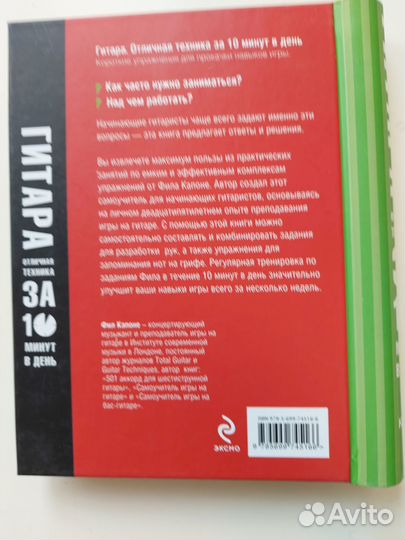 Гитара. Отличная техника за 10 минут в день
Короткие упражнения для прокачки навыков игры.
Как часто нужно заниматься?
Над чем работать?
Начинающие гитаристы чаще всего задают именно эти
вопросы — эта книга предлагает ответы и решения.
Вы извлечете максимум пользы из практических
занятий по емким и эффективным комплексам
упражнений от Фила Капоне. Автор создал этот
самоучитель для начинающих гитаристов, основываясь
на личном двадцатипятилетнем опыте преподавания
игры на гитаре. С помощью этой книги можно
самостоятельно составлять и комбинировать задания
для разработки рук, а также упражнения для
запоминания нот на грифе. Регулярная тренировка по
заданиям Фила в течение 10 минут в день значительно
улучшит ваши навыки игры всего за несколько недель.
Фил Капоне – концертирующий
музыкант и преподаватель игры на
гитаре в Институте современной
музыки в Лондоне, постоянный
автор журналов Total Guitar и
Guitar Techniques, автор книг:
«501 аккорд для шестиструнной
гитары», «Самоучитель игры на
гитаре» и «Самоучитель игры на
бас-гитаре».
ГИТАРА
ОТЛИЧНАЯ
ТЕХНИКА
ЗА
10
МИНУТ
В ДЕНЬ
ЭКСМО
Avito